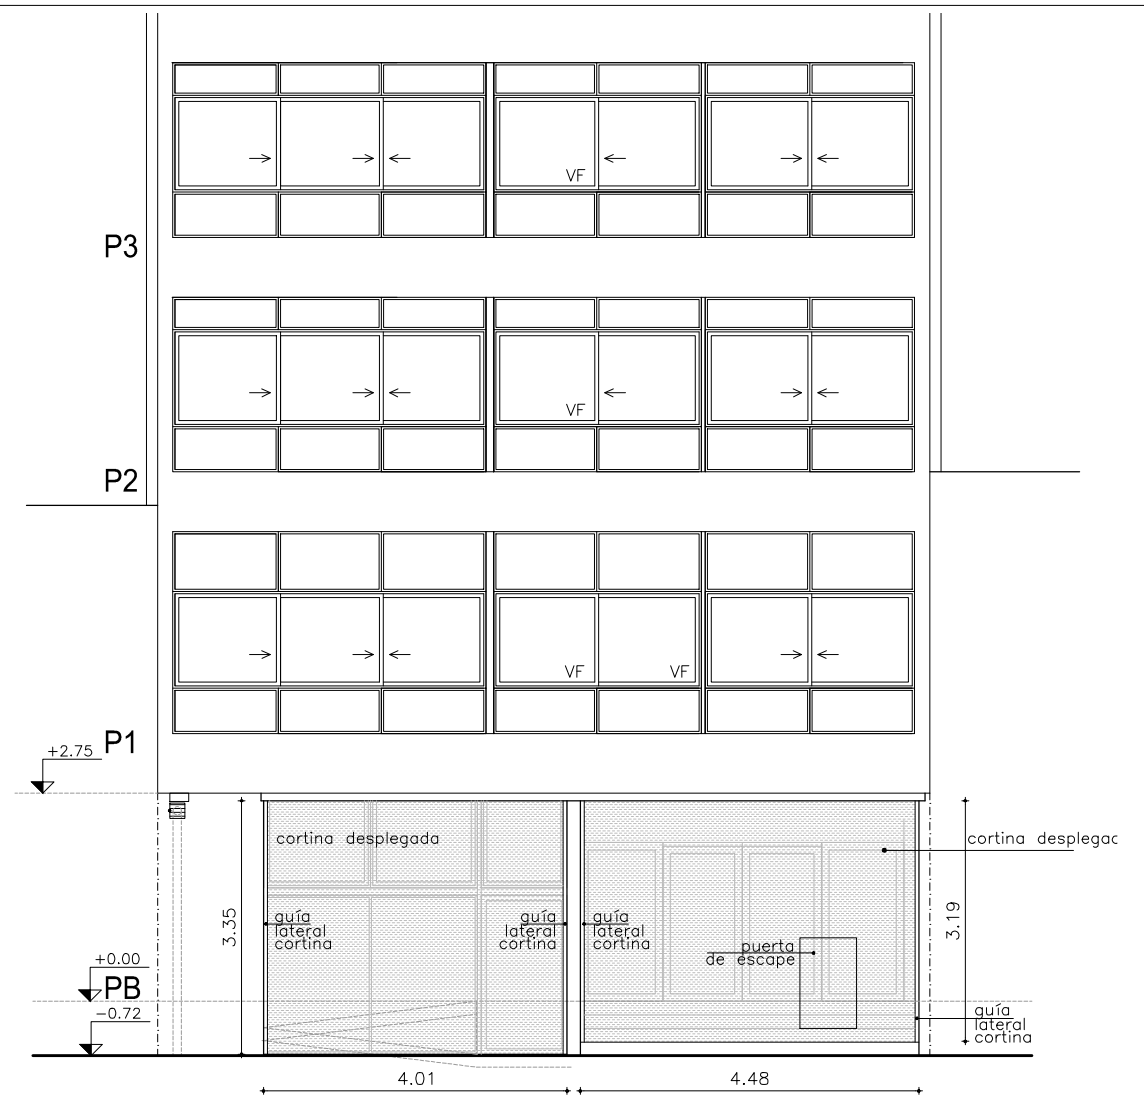 VF
P3
VF
P2
VF VF
P1
+2.75
cortina desplegada
cortina desplegac
3.35
guía
lateral
cortina
guía
lateral
cortina
guía
lateral
cortina
3.19
puerta
de escape
+0.00
PB
-0.72
guía
lateral
cortina
4.01
4.48